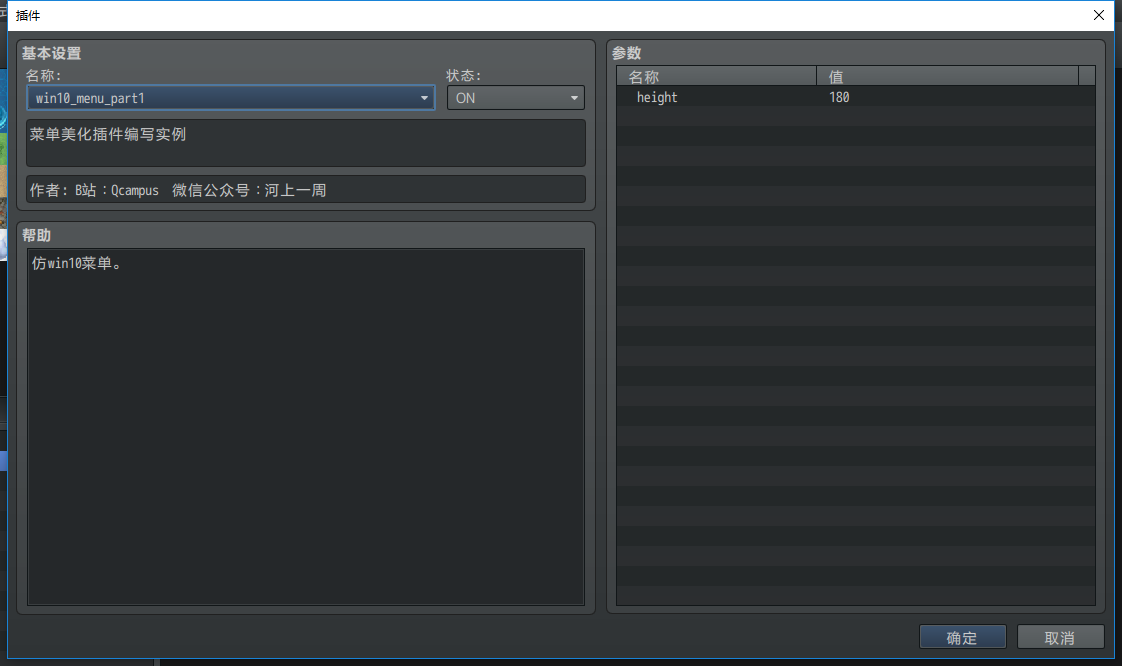 插件
基本设置
名称:
状态:
win10_menu_part1
ON
菜单美化插件编写实例
作者: B站：Qcampus 微信公众号：河上一周
帮助
仿win10菜单。
参数
名称 值
height 180
确定
取消